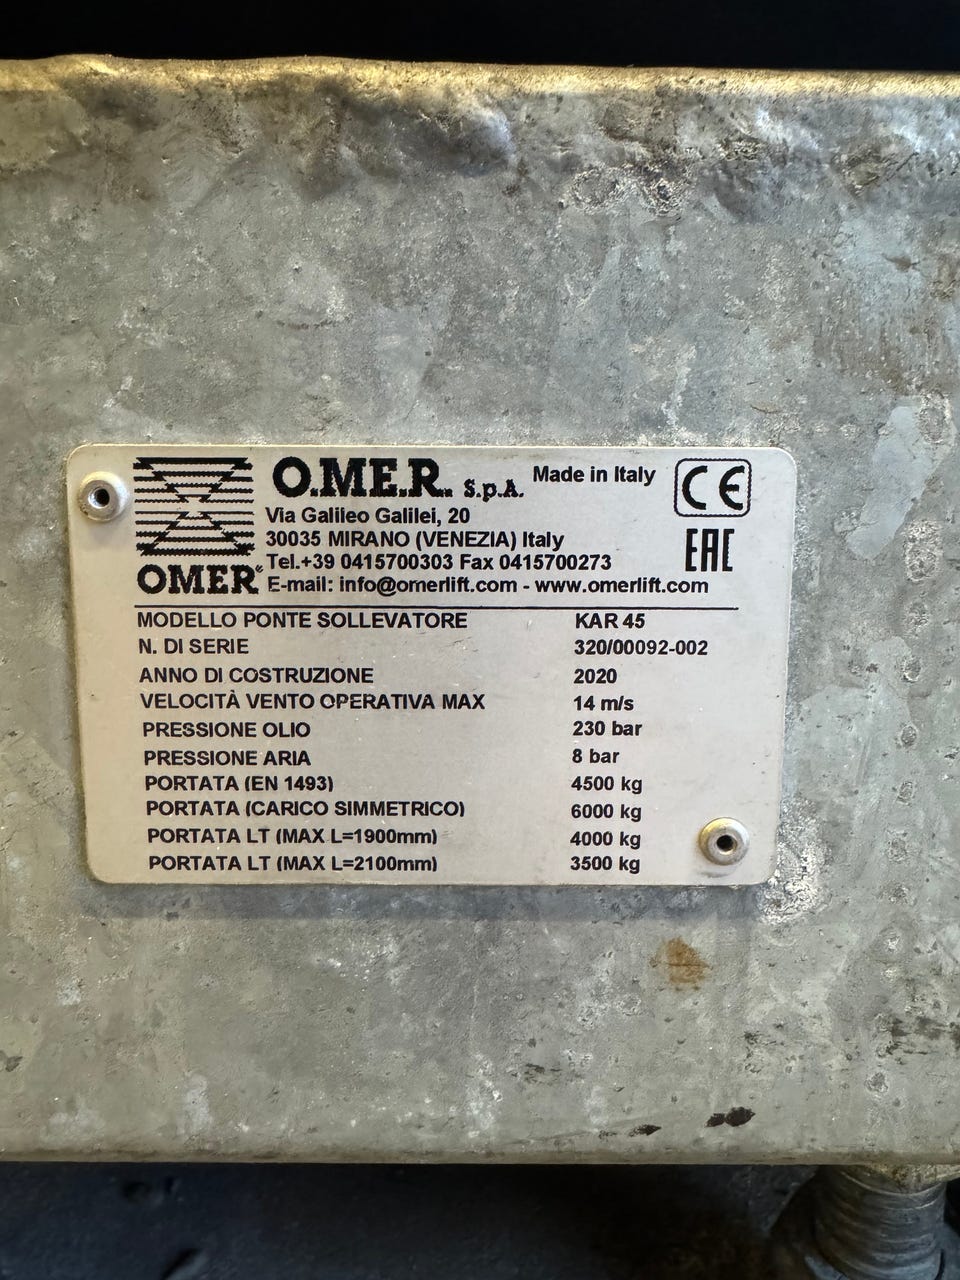 O.ME.R. S.p.A. Made in Italy CE
Via Galileo Galilei, 20
30035 MIRANO (VENEZIA) Italy EAC
Tel.+39 0415700303 Fax 0415700273
OMER® E-mail: info@omerlift.com - www.omerlift.com
MODELLO PONTE SOLLEVATORE KAR 45
N. DI SERIE 320/00092-002
ANNO DI COSTRUZIONE 2020
VELOCITÀ VENTO OPERATIVA MAX 14 m/s
PRESSIONE OLIO 230 bar
PRESSIONE ARIA 8 bar
PORTATA (EN 1493) 4500 kg
PORTATA (CARICO SIMMETRICO) 6000 kg
PORTATA LT (MAX L=1900mm) 4000 kg
PORTATA LT (MAX L=2100mm) 3500 kg